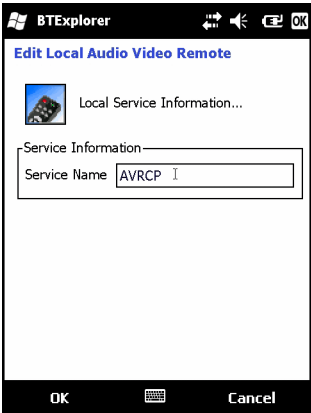 BTExplorer OK
Edit Local Audio Video Remote
Local Service Information...
Service Information
Service Name AVRCP
OK Cancel